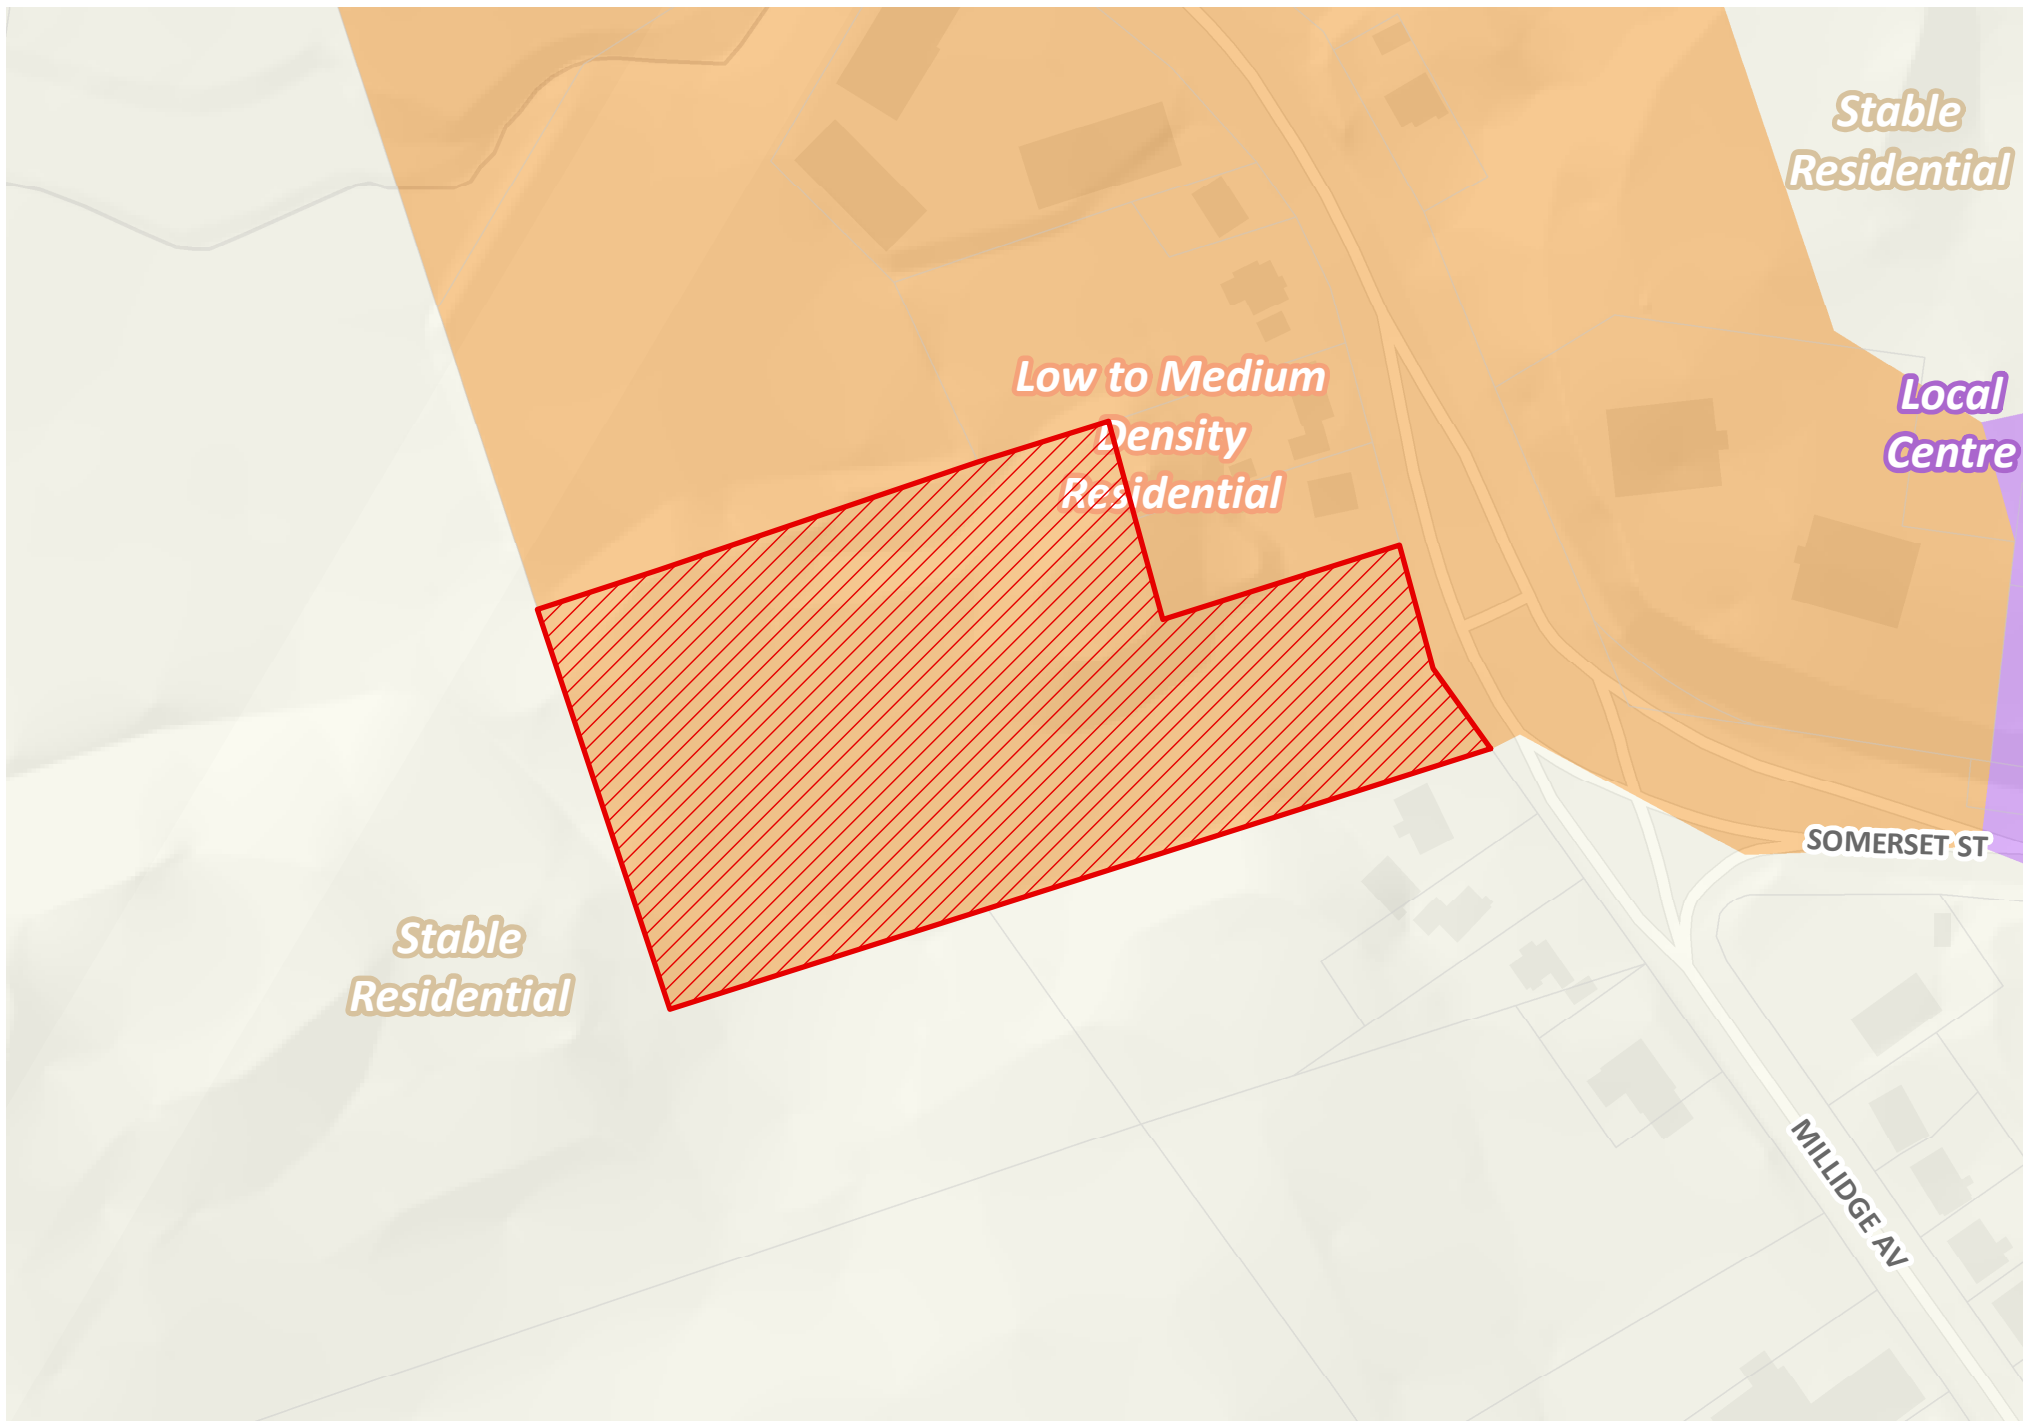 Stable
Residential
Low to Medium
Density
Residential
Local
Centre
SOMERSET ST
Stable
Residential
MILLIDGE AV